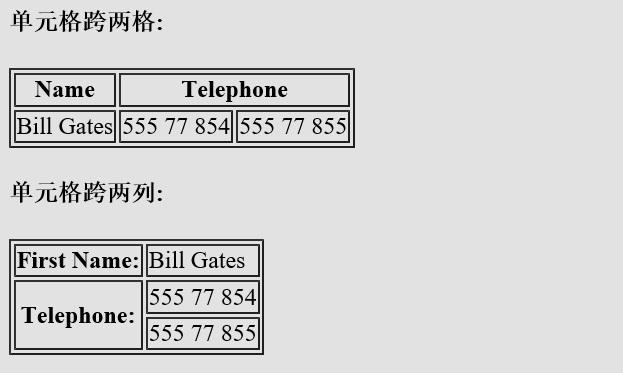 单元格跨两格:
Name Telephone
Bill Gates 555 77 854 555 77 855
单元格跨两列:
First Name: Bill Gates
Telephone: 555 77 854
555 77 855